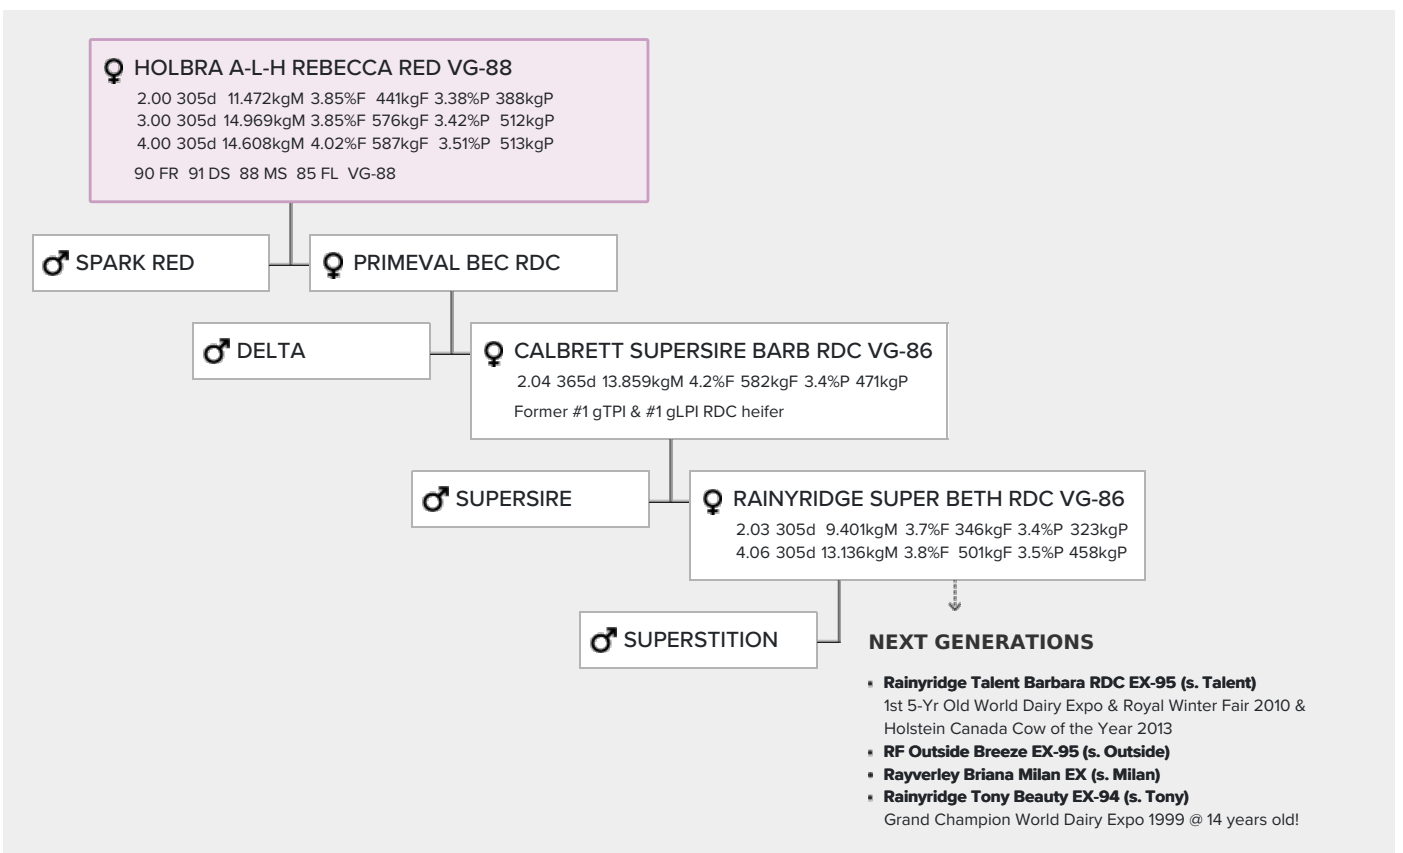 HOLBRA A-L-H REBECCA RED VG-88
2.00 305d 11.472kgM 3.85%F 441kgF 3.38%P 388kgP
3.00 305d 14.969kgM 3.85%F 576kgF 3.42%P 512kgP
4.00 305d 14.608kgM 4.02%F 587kgF 3.51%P 513kgP
90 FR 91 DS 88 MS 85 FL VG-88
SPARK RED
PRIMEVAL BEC RDC
DELTA
CALBRETT SUPERSIRE BARB RDC VG-86
2.04 365d 13.859kgM 4.2%F 582kgF 3.4%P 471kgP
Former #1 gTPI & #1 gLPI RDC heifer
SUPERSIRE
RAINYRIDGE SUPER BETH RDC VG-86
2.03 305d 9.401kgM 3.7%F 346kgF 3.4%P 323kgP
4.06 305d 13.136kgM 3.8%F 501kgF 3.5%P 458kgP
SUPERSTITION
NEXT GENERATIONS
Rainyridge Talent Barbara RDC EX-95 (s. Talent)
1st 5-Yr Old World Dairy Expo & Royal Winter Fair 2010 &
Holstein Canada Cow of the Year 2013
RF Outside Breeze EX-95 (s. Outside)
Rayverley Briana Milan EX (s. Milan)
Rainyridge Tony Beauty EX-94 (s. Tony)
Grand Champion World Dairy Expo 1999 @ 14 years old!